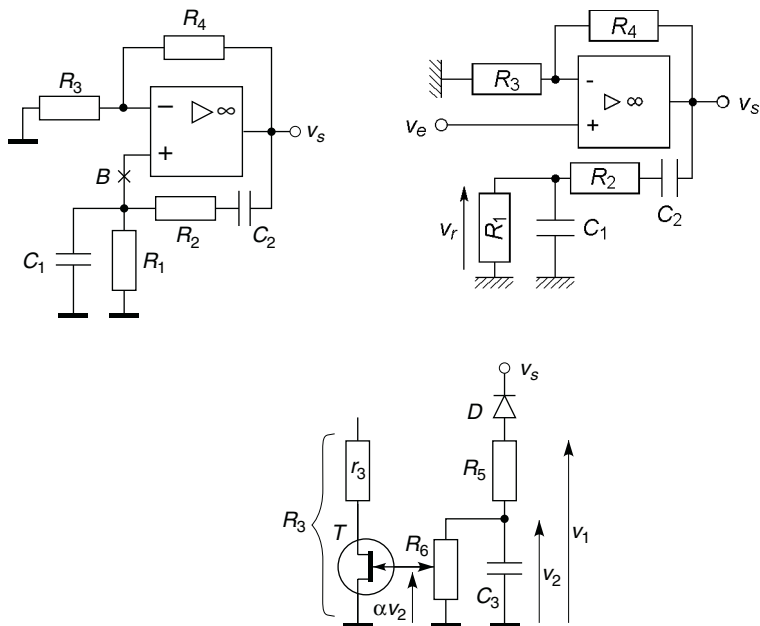 R4
R3
− ▷ ∞
+
vs
B
R2
C2
C1
R1
R4
R3
- ▷ ∞
+
ve
vs
R2
C2
vr
R1
C1
vs
D
r3
R5
R3
T
R6
v1
αv2
C3
v2